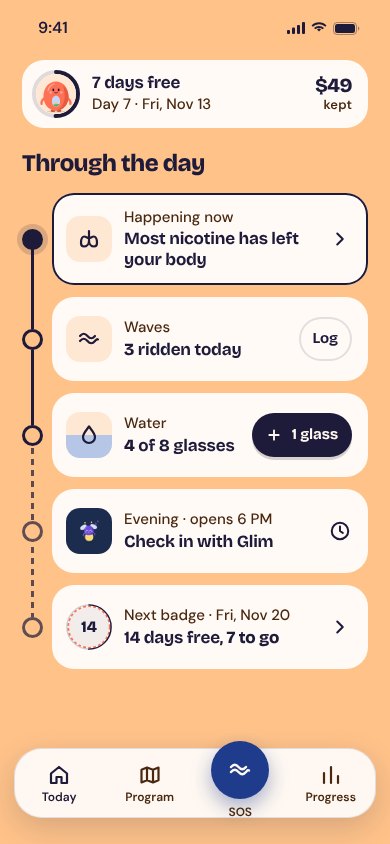 9:41
7 days free
Day 7 · Fri, Nov 13
$49
kept
Through the day
Happening now
Most nicotine has left
your body
Waves
3 ridden today
Log
Water
4 of 8 glasses
+ 1 glass
Evening · opens 6 PM
Check in with Glim
14
Next badge · Fri, Nov 20
14 days free, 7 to go
Today
Program
SOS
Progress